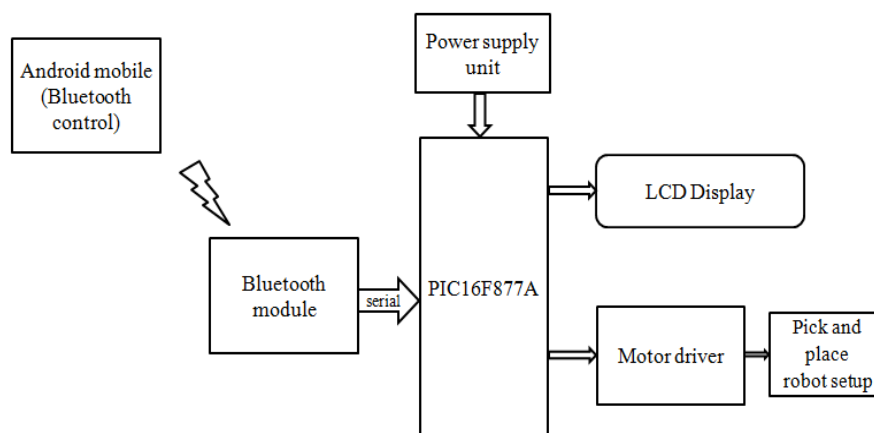 Power supply
unit
Android mobile
(Bluetooth
control)
LCD Display
Bluetooth
module
serial
PIC16F877A
Motor driver
Pick and
place
robot setup